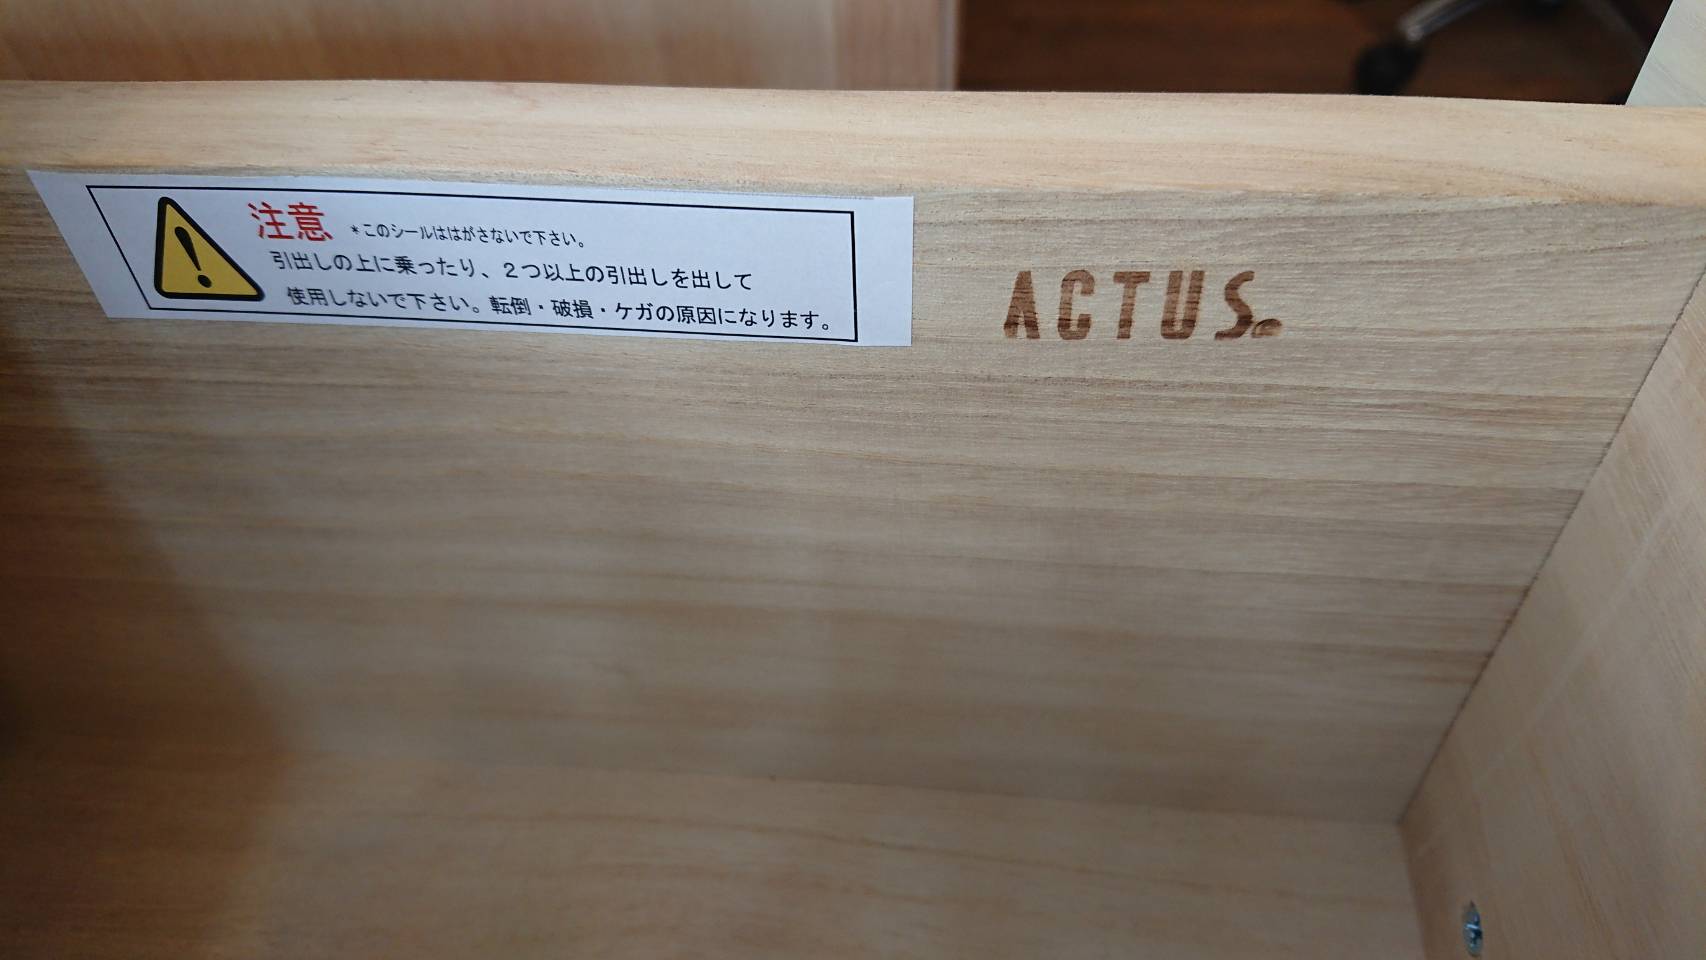 注意 *このシールははがさないで下さい。
引出しの上に乗ったり、2つ以上の引出しを出して
使用しないで下さい。転倒・破損・ケガの原因になります。
ACTUS